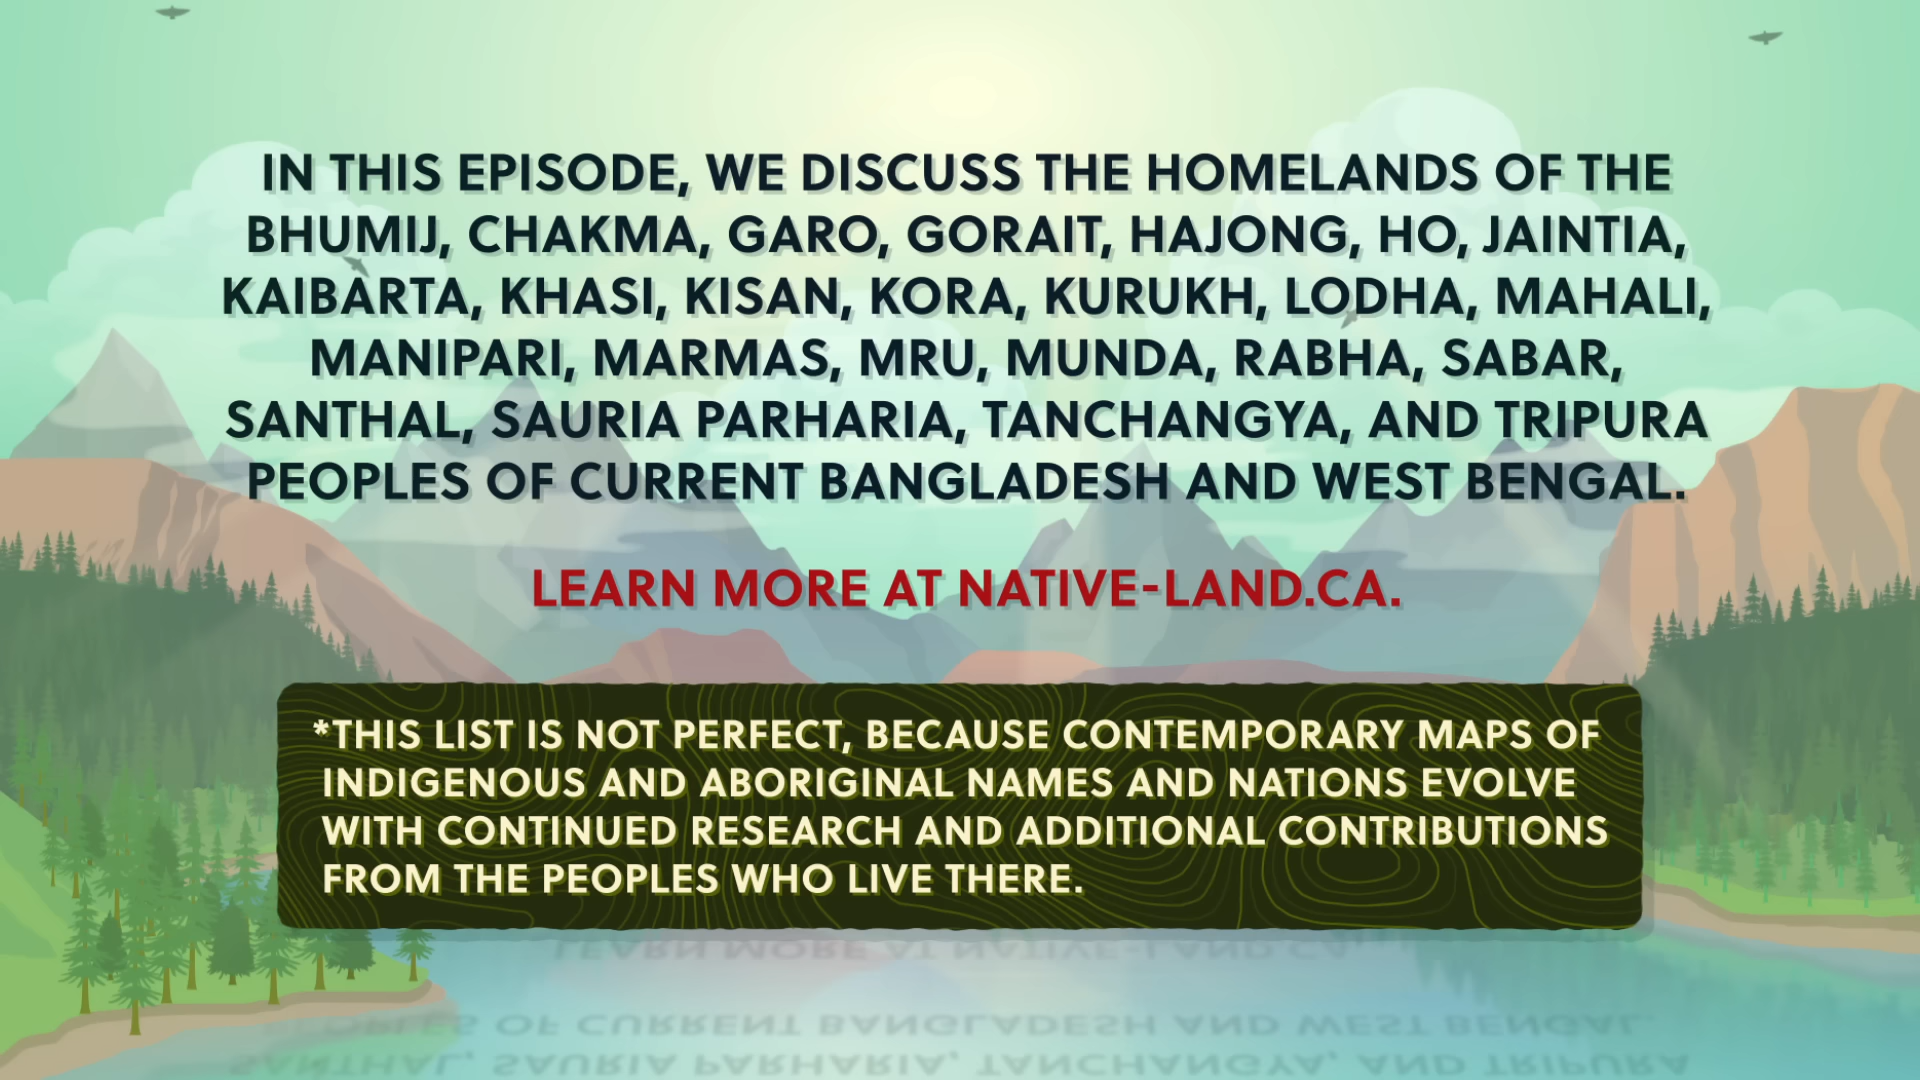 IN THIS EPISODE, WE DISCUSS THE HOMELANDS OF THE
BHUMIJ, CHAKMA, GARO, GORAIT, HAJONG, HO, JAINTIA,
KAIBARTA, KHASI, KISAN, KORA, KURUKH, LODHA, MAHALI,
MANIPARI, MARMAS, MRU, MUNDA, RABHA, SABAR,
SANTHAL, SAURIA PARHARIA, TANCHANGYA, AND TRIPURA
PEOPLES OF CURRENT BANGLADESH AND WEST BENGAL.
LEARN MORE AT NATIVE-LAND.CA.
*THIS LIST IS NOT PERFECT, BECAUSE CONTEMPORARY MAPS OF
INDIGENOUS AND ABORIGINAL NAMES AND NATIONS EVOLVE
WITH CONTINUED RESEARCH AND ADDITIONAL CONTRIBUTIONS
FROM THE PEOPLES WHO LIVE THERE.